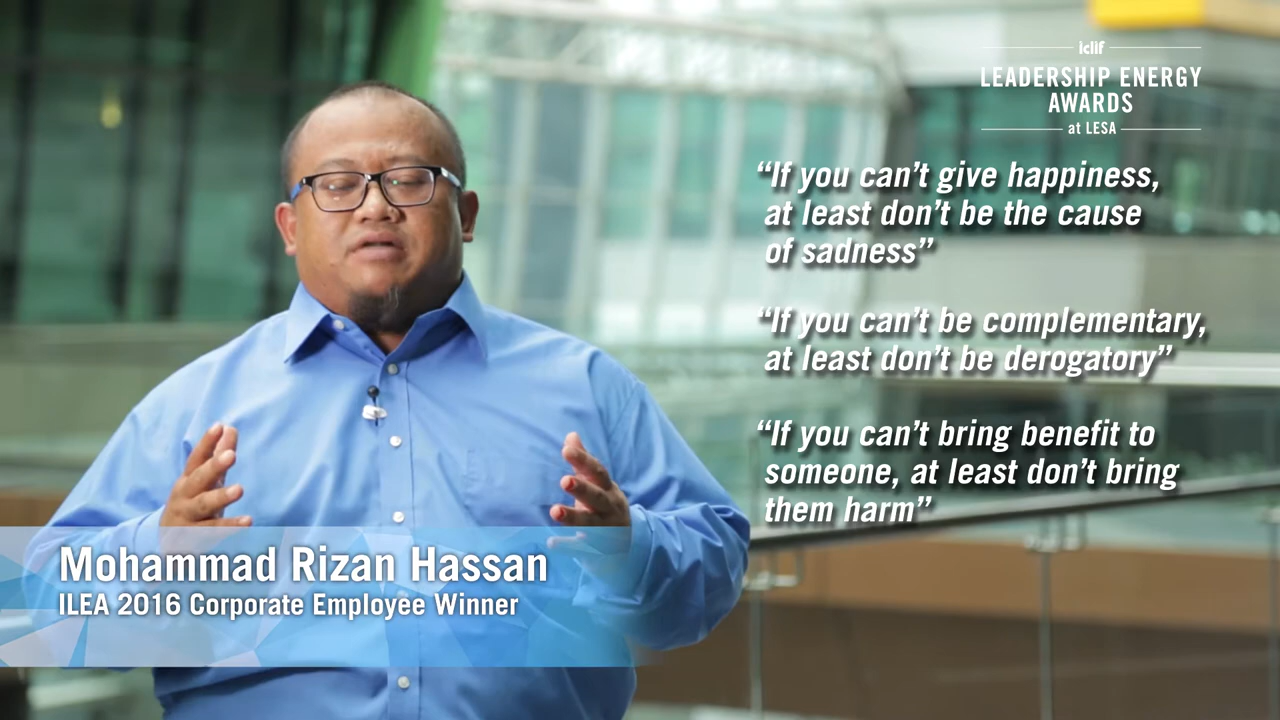 iclif
LEADERSHIP ENERGY
AWARDS
at LESA
“If you can’t give happiness,
at least don’t be the cause
of sadness”
“If you can’t be complementary,
at least don’t be derogatory”
“If you can’t bring benefit to
someone, at least don’t bring
them harm”
Mohammad Rizan Hassan
ILEA 2016 Corporate Employee Winner